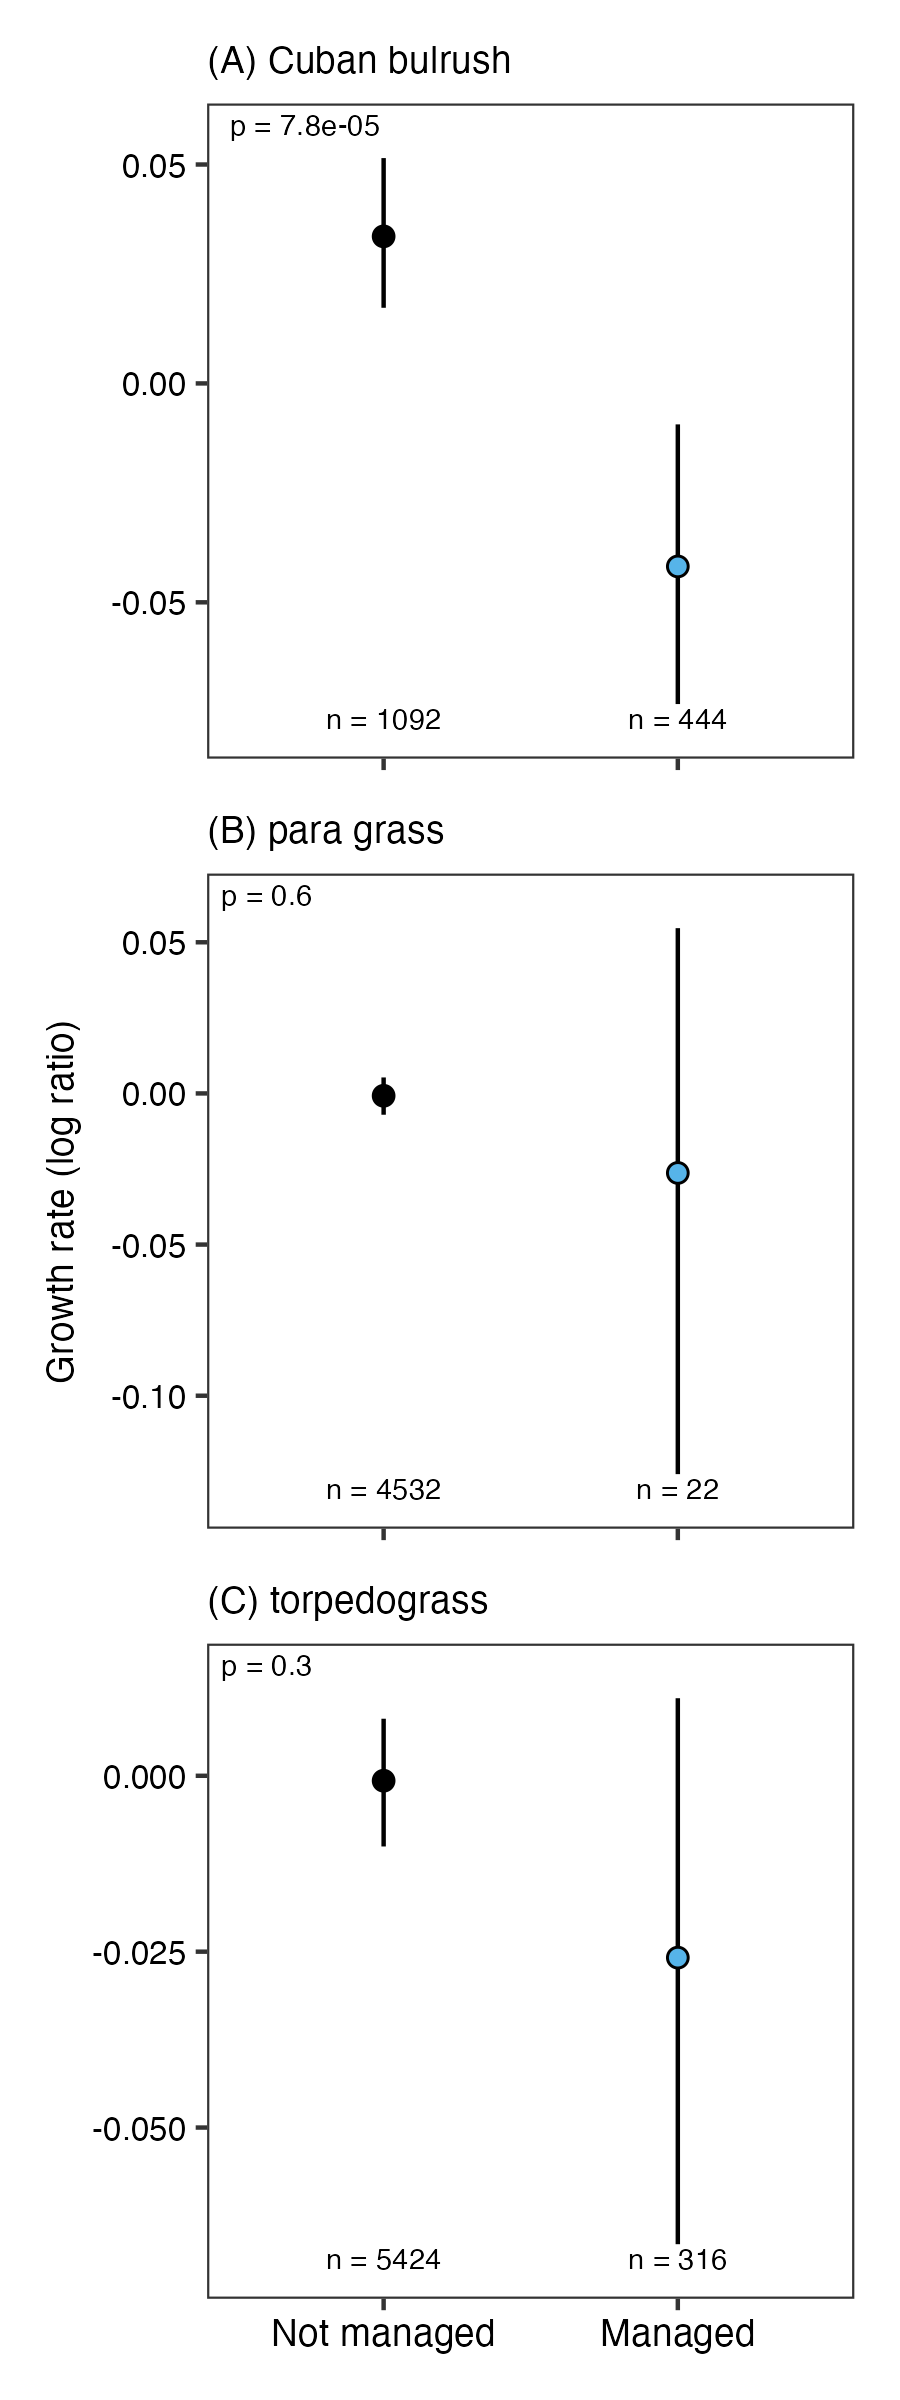 (A) Cuban bulrush
p = 7.8e-05
0.05
0.00
-0.05
n = 1092
n = 444
(B) para grass
p = 0.6
0.05
0.00
-0.05
-0.10
n = 4532
n = 22
Growth rate (log ratio)
(C) torpedograss
p = 0.3
0.000
-0.025
-0.050
n = 5424
n = 316
Not managed
Managed